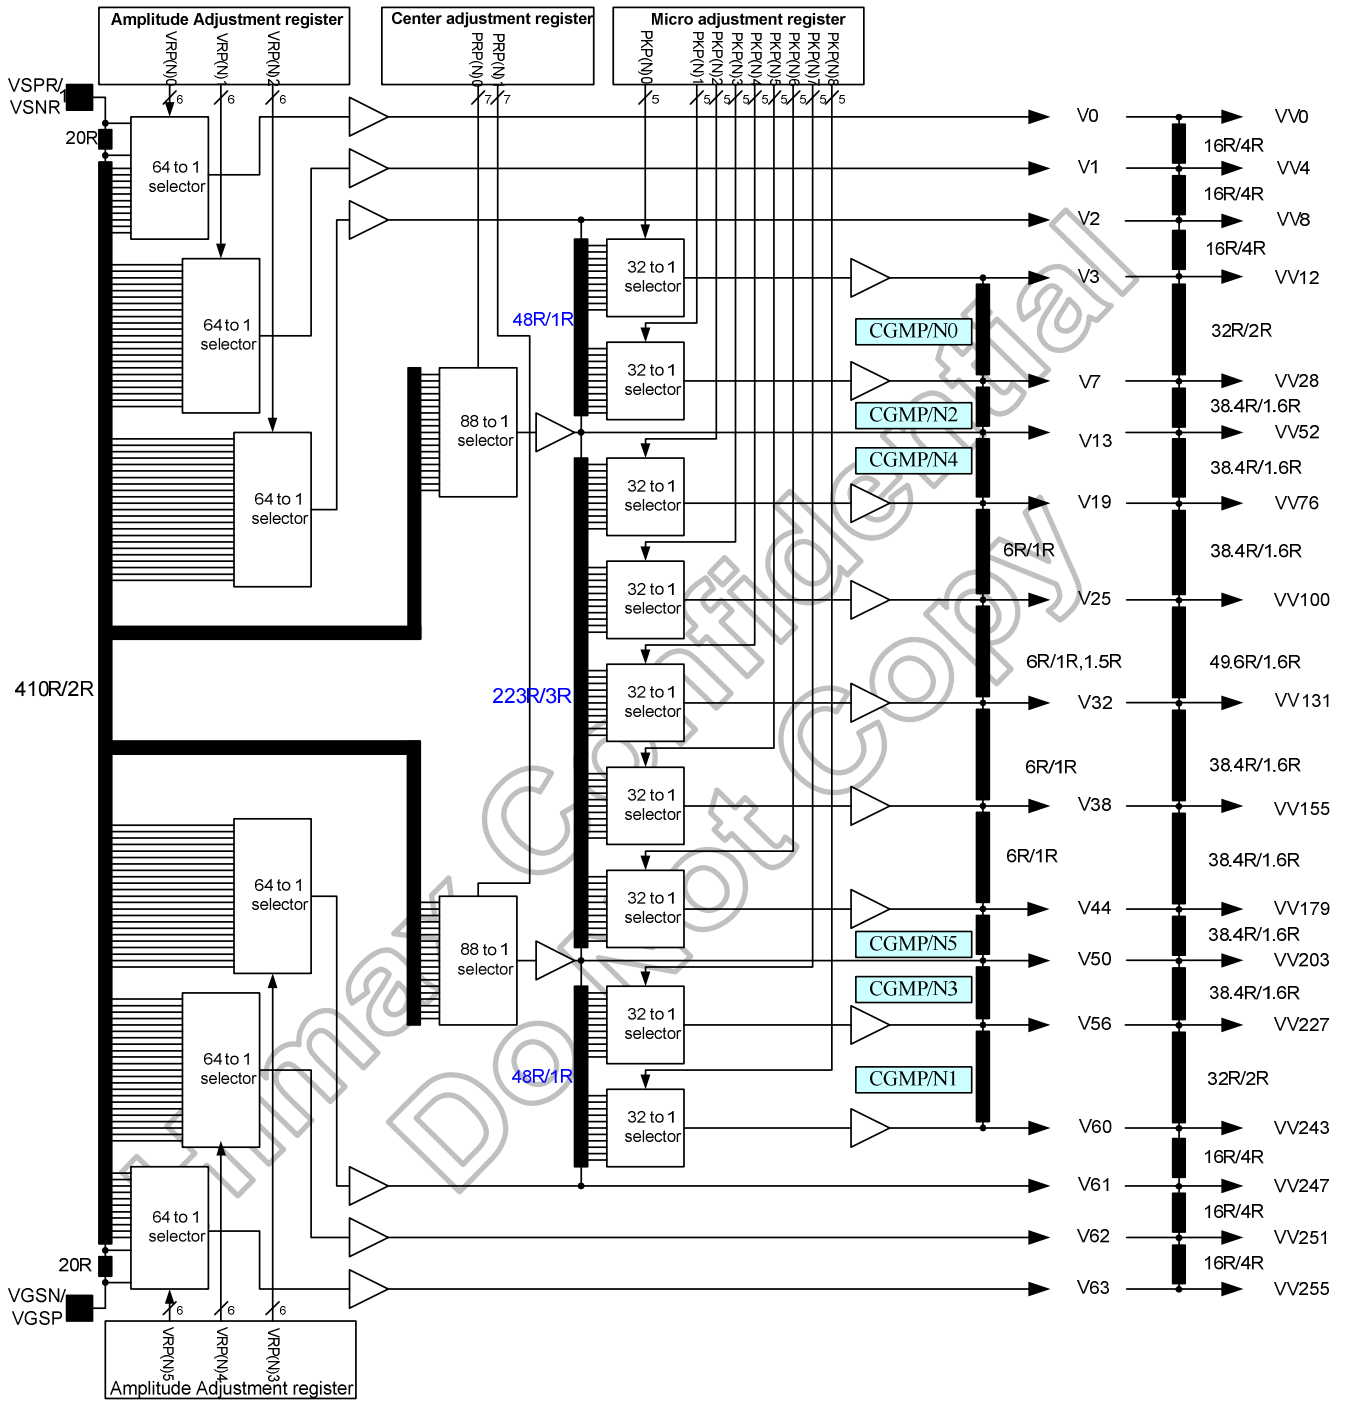 Amplitude Adjustment register
Center adjustment register
Micro adjustment register
VRP(N)0
VRP(N)1
VRP(N)2
PRP(N)0
PRP(N)1
PKP(N)0
PKP(N)1
PKP(N)2
PKP(N)3
PKP(N)4
PKP(N)5
PKP(N)6
PKP(N)7
PKP(N)8
6
6
6
7
7
5
5
5
5
5
5
5
5
5
VSPR/
VSNR
1
20R
64 to 1
selector
64 to 1
selector
64 to 1
selector
410R/2R
64 to 1
selector
64 to 1
selector
64 to 1
selector
20R
VGSN/
VGSP
6
6
6
VRP(N)5
VRP(N)4
VRP(N)3
Amplitude Adjustment register
88 to 1
selector
88 to 1
selector
48R/1R
223R/3R
48R/1R
32 to 1
selector
32 to 1
selector
32 to 1
selector
32 to 1
selector
32 to 1
selector
32 to 1
selector
32 to 1
selector
32 to 1
selector
32 to 1
selector
CGMP/N0
CGMP/N2
CGMP/N4
6R/1R
6R/1R,1.5R
6R/1R
6R/1R
CGMP/N5
CGMP/N3
CGMP/N1
V0
V1
V2
V3
V7
V13
V19
V25
V32
V38
V44
V50
V56
V60
V61
V62
V63
16R/4R
16R/4R
16R/4R
32R/2R
38.4R/1.6R
38.4R/1.6R
38.4R/1.6R
49.6R/1.6R
38.4R/1.6R
38.4R/1.6R
38.4R/1.6R
38.4R/1.6R
32R/2R
16R/4R
16R/4R
16R/4R
VV0
VV4
VV8
VV12
VV28
VV52
VV76
VV100
VV131
VV155
VV179
VV203
VV227
VV243
VV247
VV251
VV255
Himax Confidential
Do Not Copy